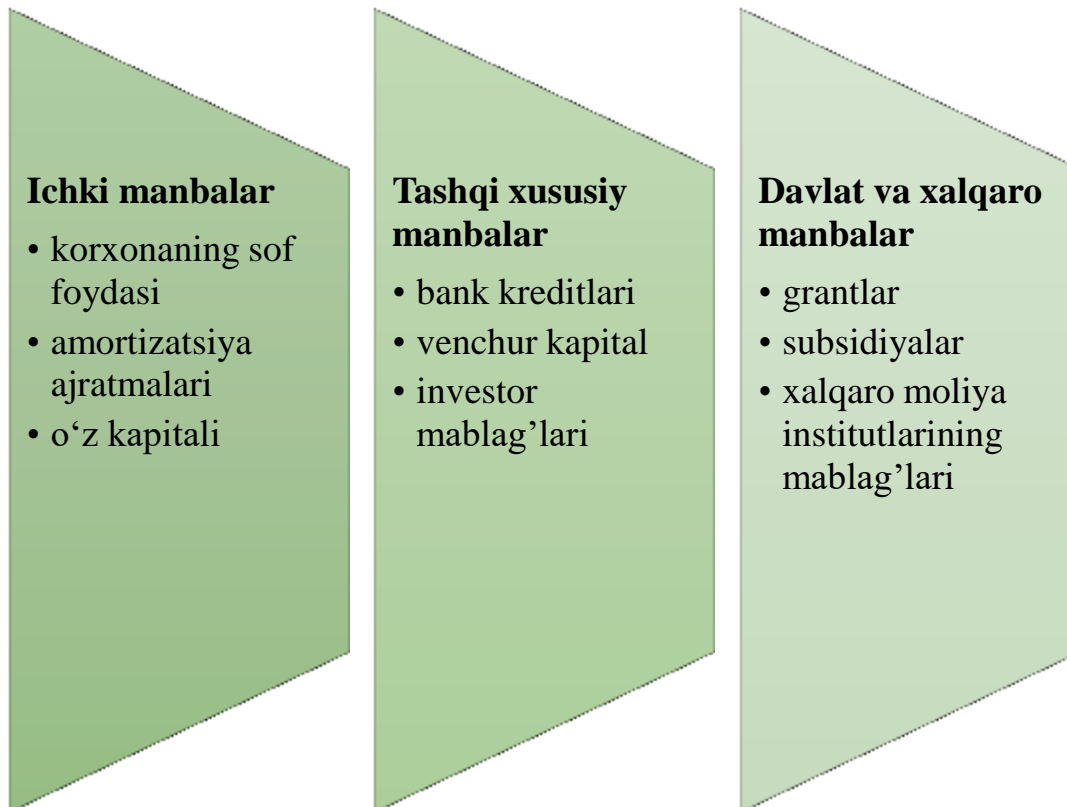 Ichki manbalar
• korxonaning sof
foydasi
• amortizatsiya
ajratmalari
• o‘z kapitali
Tashqi xususiy
manbalar
• bank kreditlari
• venchur kapital
• investor
mablag’lari
Davlat va xalqaro
manbalar
• grantlar
• subsidiyalar
• xalqaro moliya
institutlarining
mablag’lari